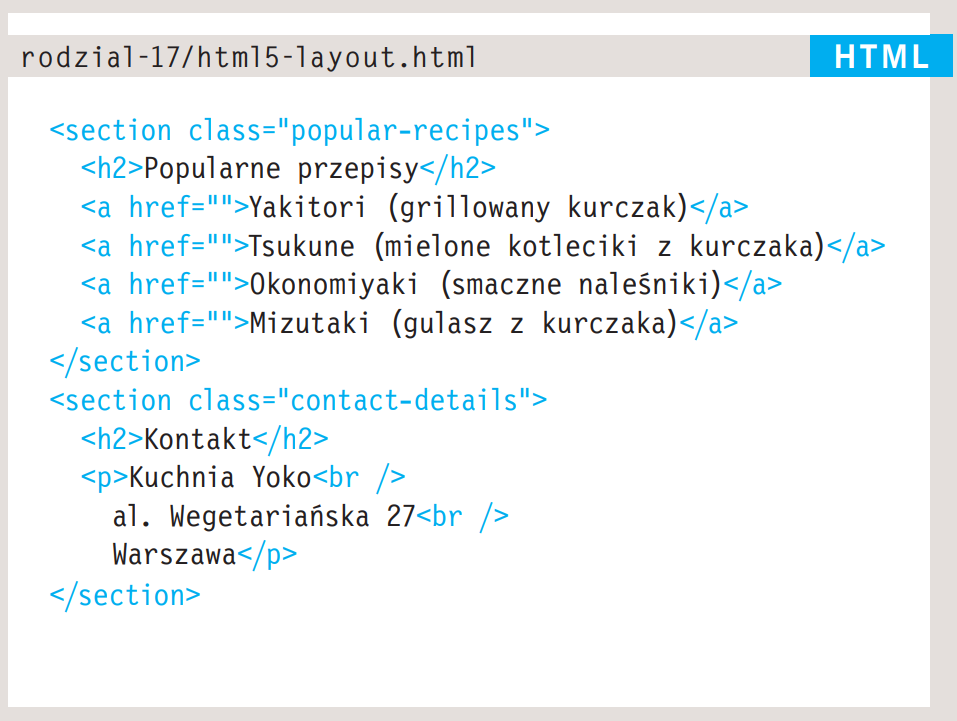 rodzial-17/html5-layout.html HTML
<section class="popular-recipes">
<h2>Popularne przepisy</h2>
<a href="">Yakitori (grillowany kurczak)</a>
<a href="">Tsukune (mielone kotleciki z kurczaka)</a>
<a href="">Okonomiyaki (smaczne naleśniki)</a>
<a href="">Mizutaki (gulasz z kurczaka)</a>
</section>
<section class="contact-details">
<h2>Kontakt</h2>
<p>Kuchnia Yoko<br />
al. Wegetariańska 27<br />
Warszawa</p>
</section>